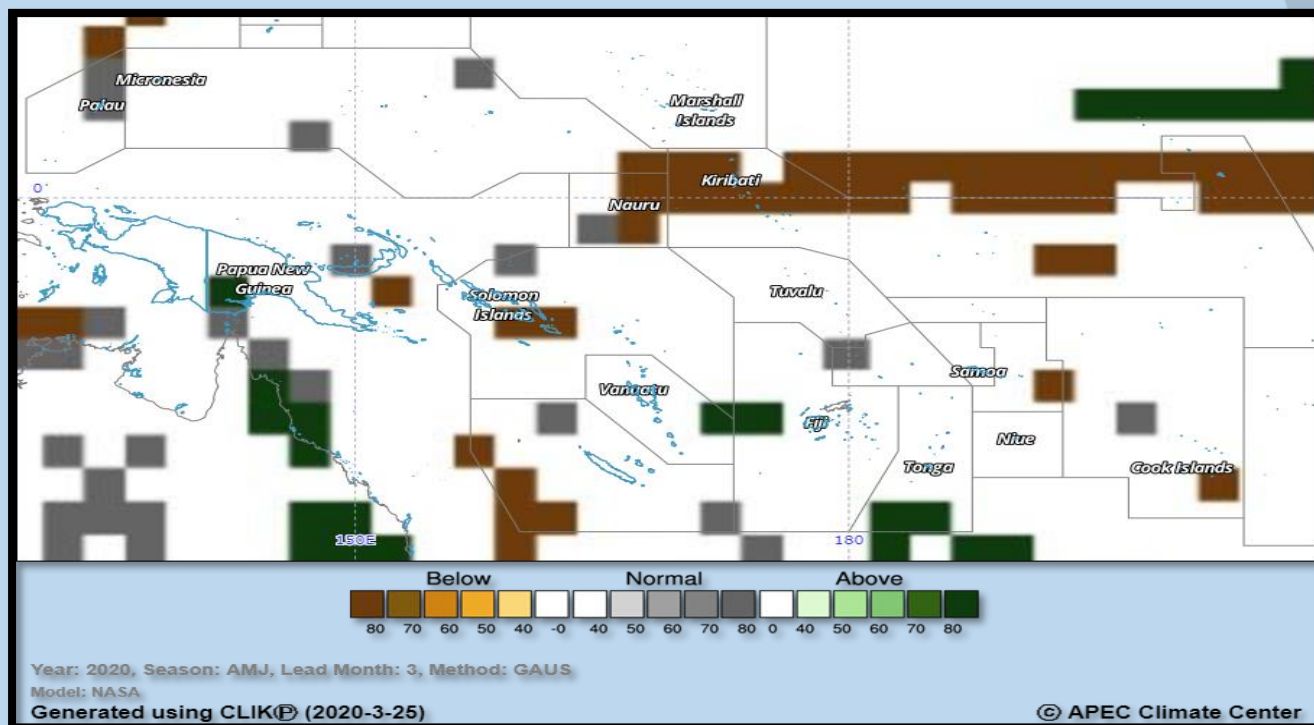 Micronesia
Palau
Marshall
Islands
Kiribati
0
Nauru
Papua New
Guinea
Solomon
Islands
Tuvalu
Samoa
Vanuatu
Fiji
Niue
Tonga
Cook Islands
150E
180
Below Normal Above
80 70 60 50 40 -0 40 50 60 70 80 0 40 50 60 70 80
Year: 2020, Season: AMJ, Lead Month: 3, Method: GAUS
Model: NASA
Generated using CLIKⓅ (2020-3-25)
© APEC Climate Center